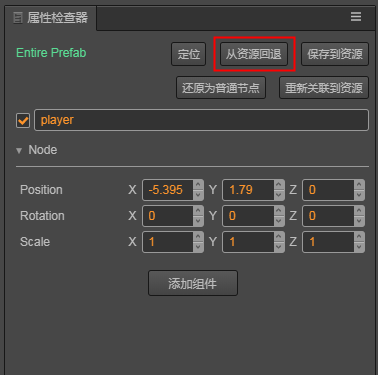 属性检查器
Entire Prefab 定位 从资源回退 保存到资源
还原为普通节点 重新关联到资源
player
Node
Position X -5.395 Y 1.79 Z 0
Rotation X 0 Y 0 Z 0
Scale X 1 Y 1 Z 1
添加组件